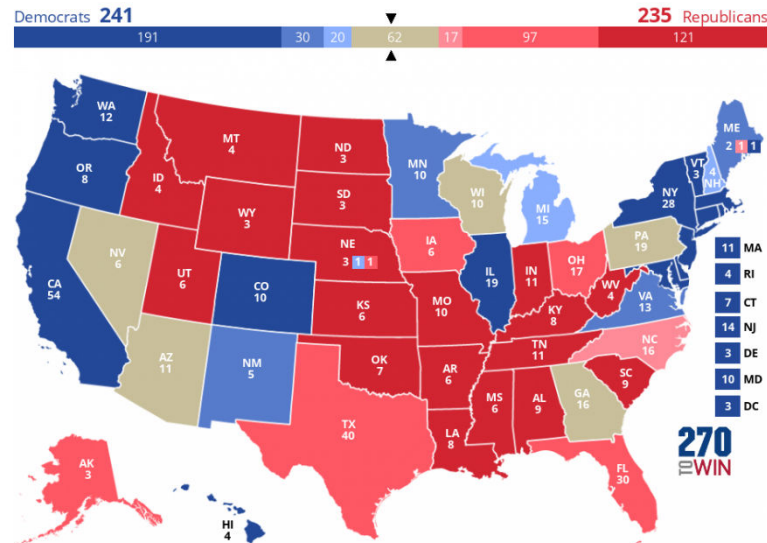 Democrats 241 235 Republicans
191 30 20 62 17 97 121
WA
12
OR
8
CA
54
NV
6
ID
4
MT
4
WY
3
UT
6
AZ
11
CO
10
NM
5
ND
3
SD
3
NE
3 1 1
KS
6
OK
7
TX
40
MN
10
IA
6
MO
10
AR
6
LA
8
WI
10
IL
19
MI
15
IN
11
OH
17
KY
8
TN
11
MS
6
AL
9
GA
16
FL
30
SC
9
NC
16
VA
13
WV
4
PA
19
NY
28
VT
3
4
NH
ME
2 1 1
11 MA
4 RI
7 CT
14 NJ
3 DE
10 MD
3 DC
AK
3
HI
4
270
TO WIN